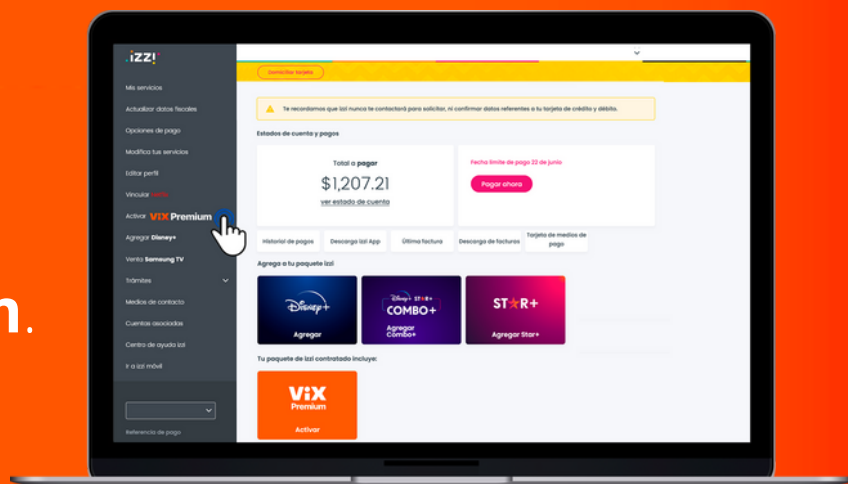 izzi
Domiciliar tarjeta
Mis servicios
Actualizar datos fiscales
Opciones de pago
Modifica tus servicios
Editar perfil
Vincular
Activar ViX Premium
Agregar Disney+
Venta Samsung TV
Trámites
Medios de contacto
Cuentas asociadas
Centro de ayuda izzi
Ir a izzi móvil
Referencia de pago
Te recordamos que izzi nunca te contactará para solicitar, ni confirmar datos referentes a tu tarjeta de crédito y débito.
Estados de cuenta y pagos
Total a pagar
$1,207.21
ver estado de cuenta
Fecha límite de pago 22 de junio
Pagar ahora
Historial de pagos
Descarga izzi App
Última factura
Descarga de facturas
Tarjeta de medios de
pago
Agrega a tu paquete izzi
Disney+
Agregar
Disney+ STAR+
COMBO+
Agregar
Combo+
STAR+
Agregar Star+
Tu paquete de izzi contratado incluye:
ViX
Premium
Activar
n.